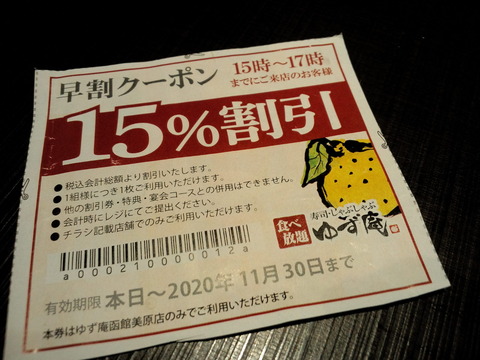 早割クーポン
15時～17時
までにご来店のお客様
15%割引
●税込会計総額より割引いたします。
●1組様につき1枚ご利用いただけます。
●他の割引券・特典・宴会コースとの併用はできません。
●会計時にレジにてご提出ください。
●チラシ記載店舗でのみご利用いただけます。
食べ
放題
寿司・しゃぶしゃぶ
ゆず庵
a0002100000012a
有効期限 本日～2020年11月30日まで
本券はゆず庵函館美原店のみでご利用いただけます。